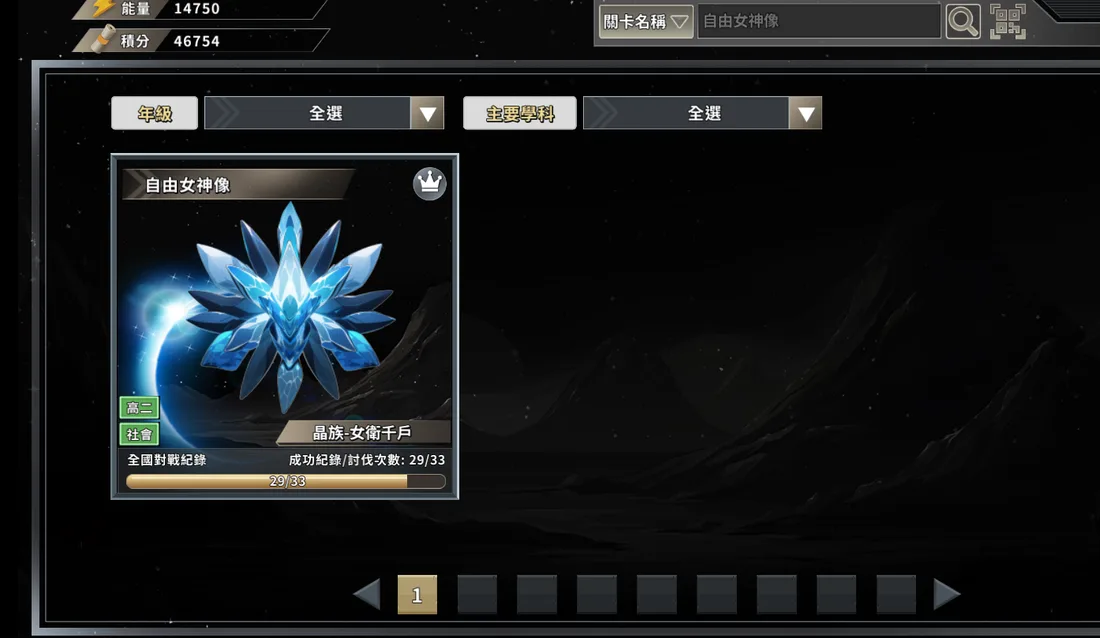 能量 14750
積分 46754
關卡名稱 自由女神像
年級 全選 主要學科 全選
自由女神像
高二
社會
晶族-女衛千戶
全國對戰紀錄 成功紀錄/討伐次數: 29/33
29/33
1